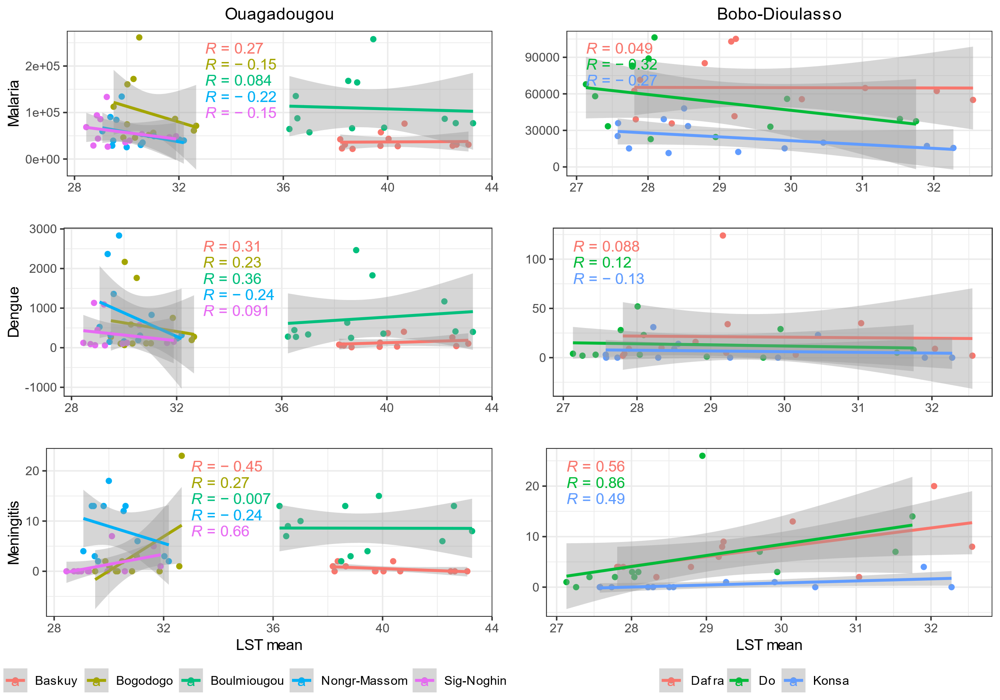 Ouagadougou
Bobo-Dioulasso
Malaria
2e+05
1e+05
0e+00
R = 0.27
R = − 0.15
R = 0.084
R = − 0.22
R = − 0.15
28 32 36 40 44
90000
60000
30000
0
R = 0.049
R = − 0.32
R = − 0.27
27 28 29 30 31 32
Dengue
3000
2000
1000
0
-1000
R = 0.31
R = 0.23
R = 0.36
R = − 0.24
R = 0.091
28 32 36 40 44
100
50
0
R = 0.088
R = 0.12
R = − 0.13
27 28 29 30 31 32
Meningitis
20
10
0
R = − 0.45
R = 0.27
R = − 0.007
R = − 0.24
R = 0.66
28 32 36 40 44
LST mean
20
10
0
R = 0.56
R = 0.86
R = 0.49
27 28 29 30 31 32
LST mean
a Baskuy a Bogodogo a Boulmiougou a Nongr-Massom a Sig-Noghin
a Dafra a Do a Konsa